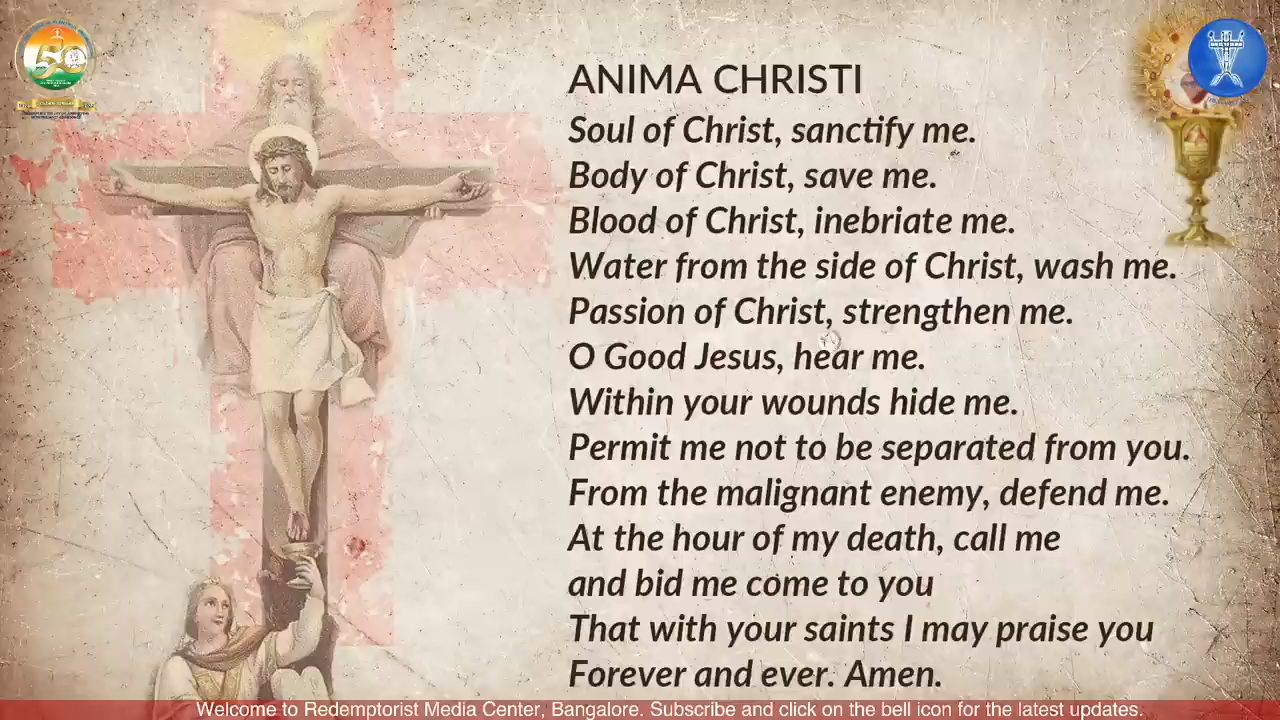 50
ANIMA CHRISTI
Soul of Christ, sanctify me.
Body of Christ, save me.
Blood of Christ, inebriate me.
Water from the side of Christ, wash me.
Passion of Christ, strengthen me.
O Good Jesus, hear me.
Within your wounds hide me.
Permit me not to be separated from you.
From the malignant enemy, defend me.
At the hour of my death, call me
and bid me come to you
That with your saints I may praise you
Forever and ever. Amen.
Welcome to Redemptorist Media Center, Bangalore. Subscribe and click on the bell icon for the latest updates.